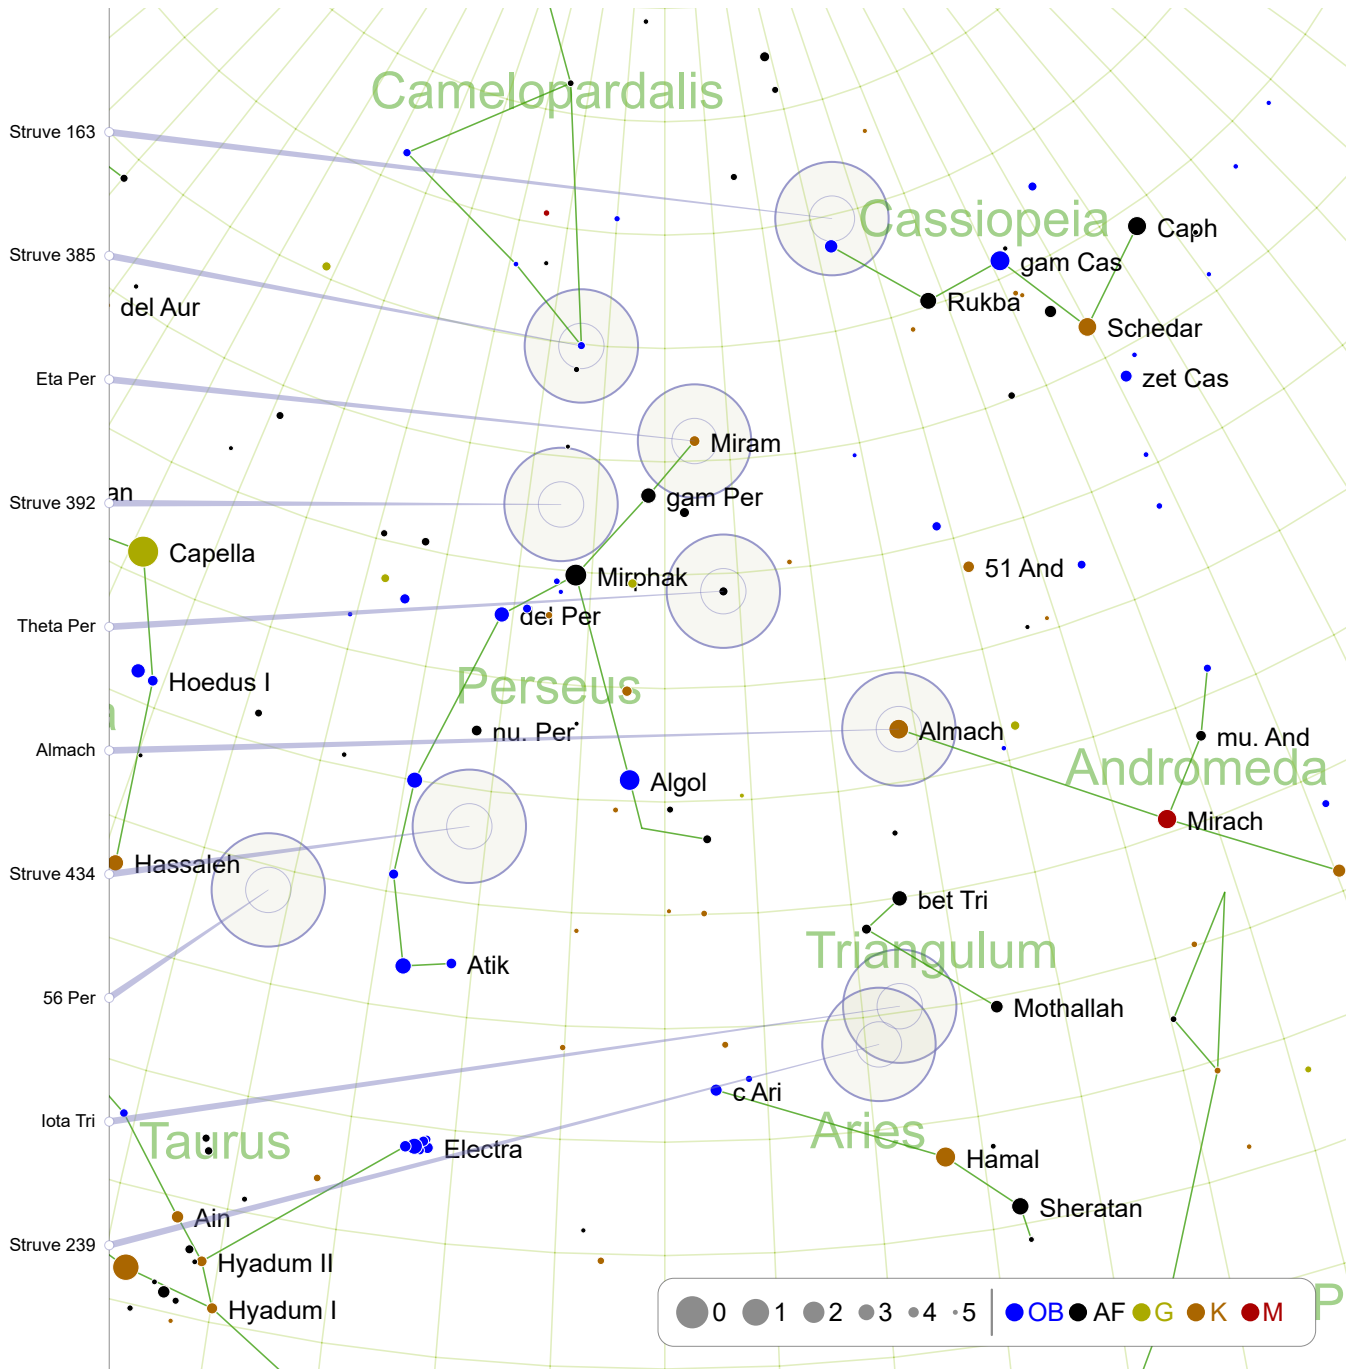 Camelopardalis
Struve 163
Cassiopeia
Caph
Struve 385
gam Cas
Rukba
del Aur
Schedar
Eta Per
zet Cas
Miram
an
gam Per
Struve 392
Capella
Mirphak
51 And
del Per
Theta Per
Hoedus I
Perseus
a
nu. Per
Almach
Almach
mu. And
Andromeda
Algol
Mirach
Hassaleh
Struve 434
bet Tri
Triangulum
Atik
56 Per
Mothallah
c Ari
Iota Tri
Taurus
Electra
Aries
Hamal
Ain
Sheratan
Struve 239
Hyadum II
Hyadum I
P
0 1 2 3 4 5 OB AF G K M